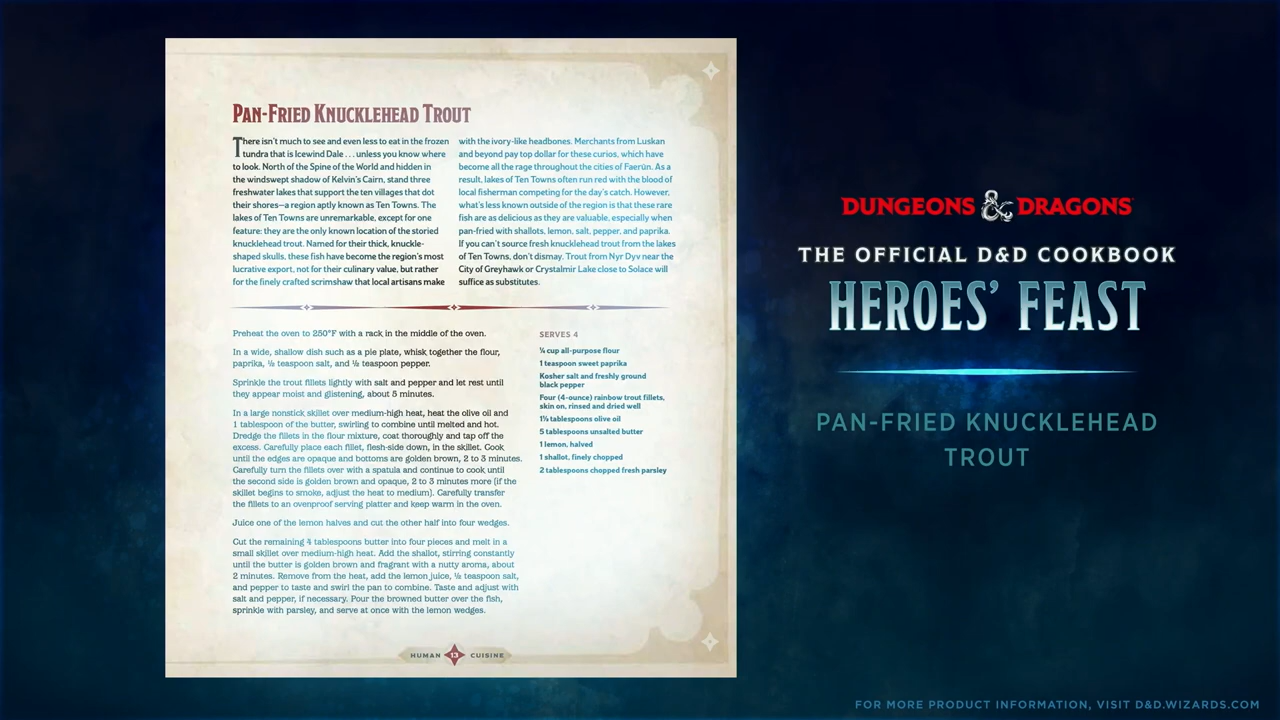 PAN-FRIED KNUCKLEHEAD TROUT
There isn't much to see and even less to eat in the frozen
tundra that is Icewind Dale . . . unless you know where
to look. North of the Spine of the World and hidden in
the windswept shadow of Kelvin's Cairn, stand three
freshwater lakes that support the ten villages that dot
their shores—a region aptly known as Ten Towns. The
lakes of Ten Towns are unremarkable, except for one
feature: they are the only known location of the storied
knucklehead trout. Named for their thick, knuckle-
shaped skulls, these fish have become the region's most
lucrative export, not for their culinary value, but rather
for the finely crafted scrimshaw that local artisans make
with the ivory-like headbones. Merchants from Luskan
and beyond pay top dollar for these curios, which have
become all the rage throughout the cities of Faerûn. As a
result, lakes of Ten Towns often run red with the blood of
local fisherman competing for the day's catch. However,
what's less known outside of the region is that these rare
fish are as delicious as they are valuable, especially when
pan-fried with shallots, lemon, salt, pepper, and paprika.
If you can't source fresh knucklehead trout from the lakes
of Ten Towns, don't dismay. Trout from Nyr Dyv near the
City of Greyhawk or Crystalmir Lake close to Solace will
suffice as substitutes.
Preheat the oven to 250°F with a rack in the middle of the oven.
In a wide, shallow dish such as a pie plate, whisk together the flour,
paprika, ½ teaspoon salt, and ½ teaspoon pepper.
Sprinkle the trout fillets lightly with salt and pepper and let rest until
they appear moist and glistening, about 5 minutes.
In a large nonstick skillet over medium-high heat, heat the olive oil and
1 tablespoon of the butter, swirling to combine until melted and hot.
Dredge the fillets in the flour mixture, coat thoroughly and tap off the
excess. Carefully place each fillet, flesh-side down, in the skillet. Cook
until the edges are opaque and bottoms are golden brown, 2 to 3 minutes.
Carefully turn the fillets over with a spatula and continue to cook until
the second side is golden brown and opaque, 2 to 3 minutes more (if the
skillet begins to smoke, adjust the heat to medium). Carefully transfer
the fillets to an ovenproof serving platter and keep warm in the oven.
Juice one of the lemon halves and cut the other half into four wedges.
Cut the remaining 4 tablespoons butter into four pieces and melt in a
small skillet over medium-high heat. Add the shallot, stirring constantly
until the butter is golden brown and fragrant with a nutty aroma, about
2 minutes. Remove from the heat, add the lemon juice, teaspoon salt,
and pepper to taste and swirl the pan to combine. Taste and adjust with
salt and pepper, if necessary. Pour the browned butter over the fish,
sprinkle with parsley, and serve at once with the lemon wedges.
SERVES 4
cup all-purpose flour
1 teaspoon sweet paprika
Kosher salt and freshly ground
black pepper
Four (4-ounce) rainbow trout fillets,
skin on, rinsed and dried well
1½ tablespoons olive oil
5 tablespoons unsalted butter
1 lemon, halved
1 shallot, finely chopped
2 tablespoons chopped fresh parsley
HUMAN 13 CUISINE
DUNGEONS & DRAGONS
THE OFFICIAL D&D COOKBOOK
HEROES' FEAST
PAN-FRIED KNUCKLEHEAD
TROUT
FOR MORE PRODUCT INFORMATION, VISIT D&D.WIZARDS.COM